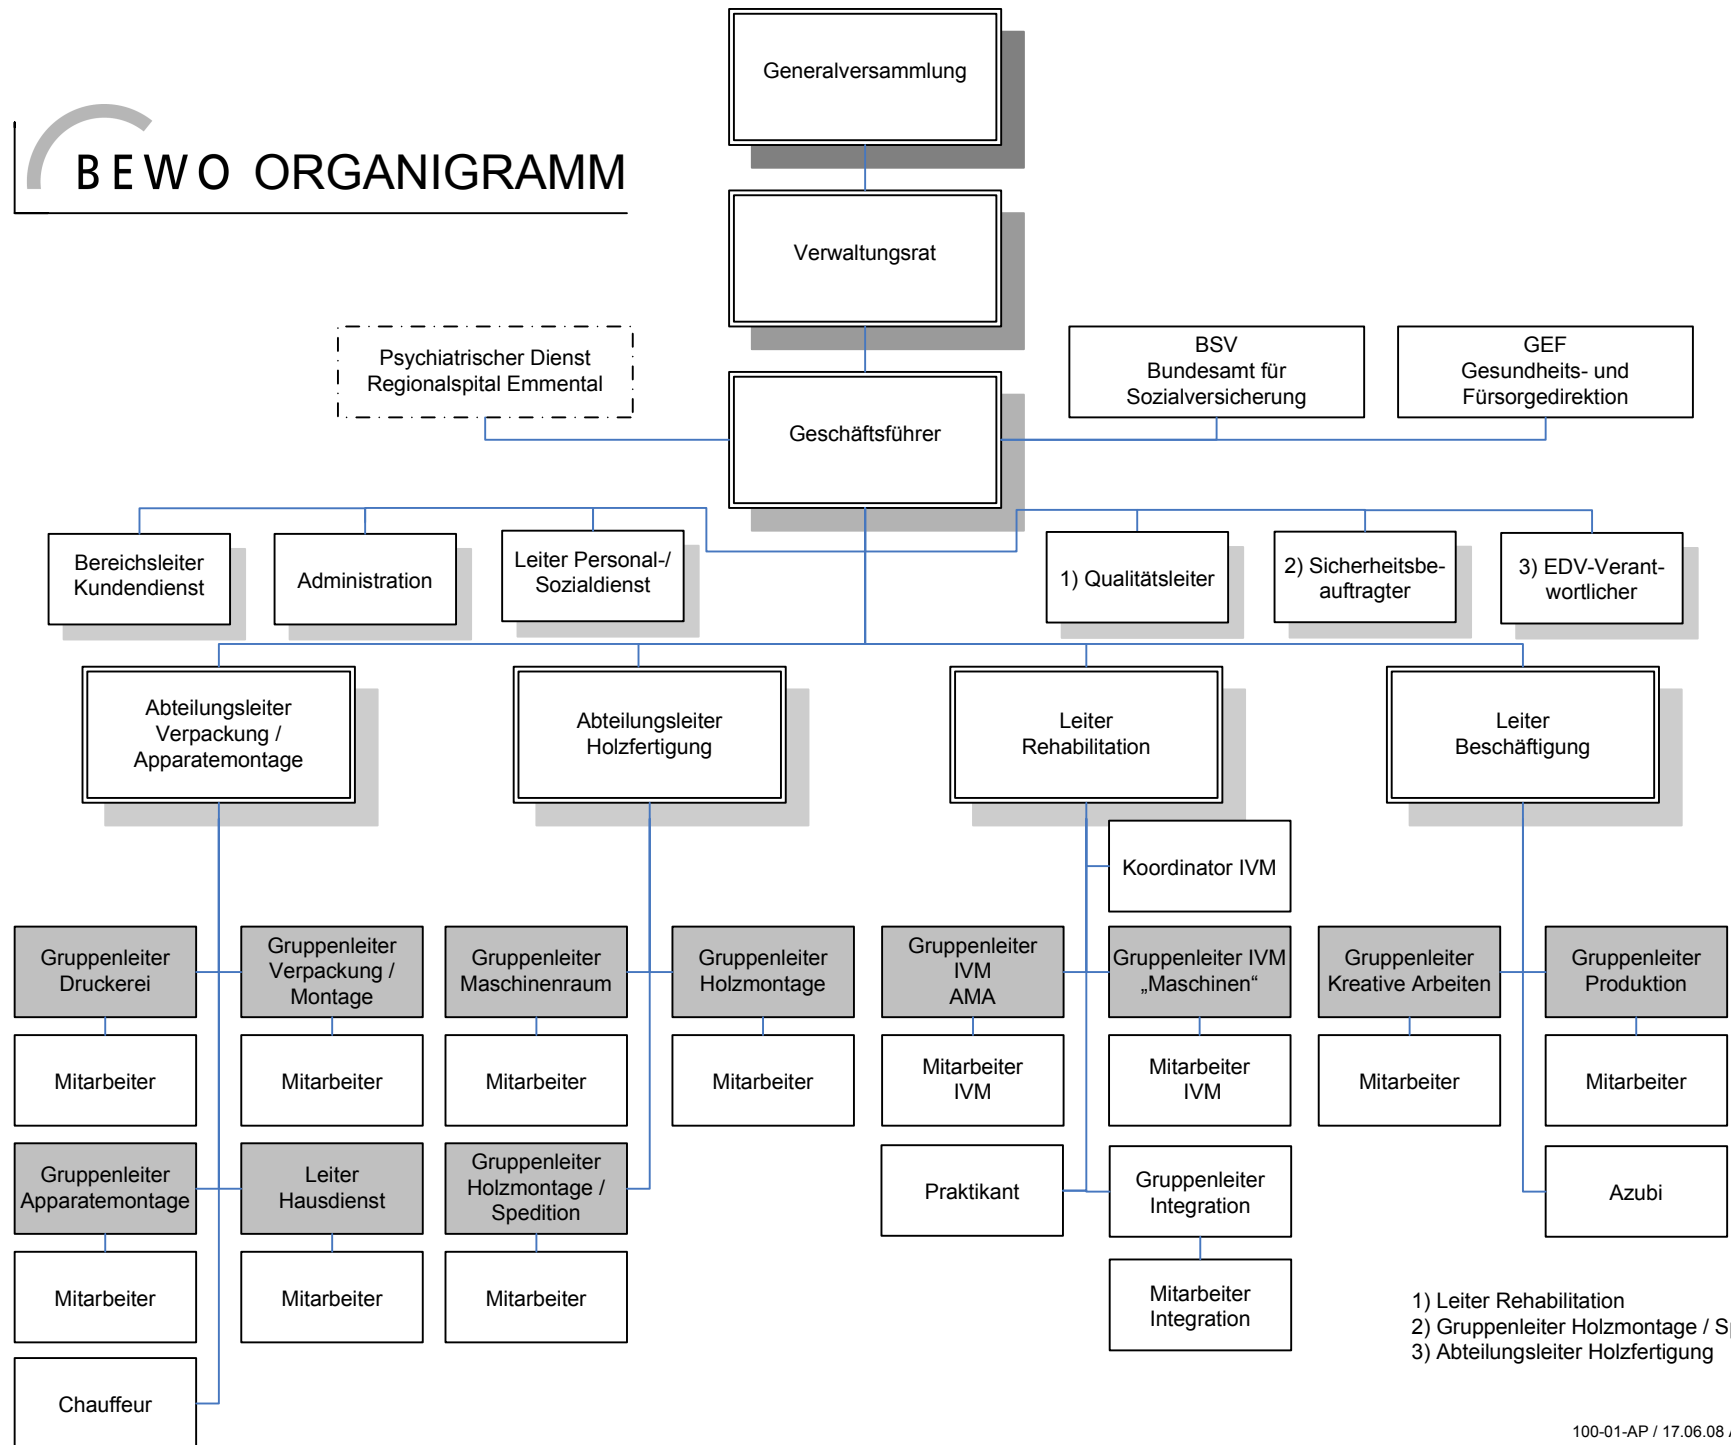 Generalversammlung
BEWO ORGANIGRAMM
Verwaltungsrat
Psychiatrischer Dienst
Regionalspital Emmental
BSV
Bundesamt für
Sozialversicherung
GEF
Gesundheits- und
Fürsorgedirektion
Geschäftsführer
Bereichsleiter
Kundendienst
Administration
Leiter Personal-/
Sozialdienst
1) Qualitätsleiter
2) Sicherheitsbe-
auftragter
3) EDV-Verant-
wortlicher
Abteilungsleiter
Verpackung /
Apparatemontage
Abteilungsleiter
Holzfertigung
Leiter
Rehabilitation
Leiter
Beschäftigung
Koordinator IVM
Gruppenleiter
Druckerei
Gruppenleiter
Verpackung /
Montage
Gruppenleiter
Maschinenraum
Gruppenleiter
Holzmontage
Gruppenleiter
IVM
AMA
Gruppenleiter IVM
„Maschinen“
Gruppenleiter
Kreative Arbeiten
Gruppenleiter
Produktion
Mitarbeiter
Mitarbeiter
Mitarbeiter
Mitarbeiter
Mitarbeiter
IVM
Mitarbeiter
IVM
Mitarbeiter
Mitarbeiter
Gruppenleiter
Apparatemontage
Leiter
Hausdienst
Gruppenleiter
Holzmontage /
Spedition
Praktikant
Gruppenleiter
Integration
Azubi
Mitarbeiter
Mitarbeiter
Mitarbeiter
Mitarbeiter
Integration
1) Leiter Rehabilitation
2) Gruppenleiter Holzmontage /
3) Abteilungsleiter Holzfertigung
Chauffeur
100-01-AP / 17.06.08